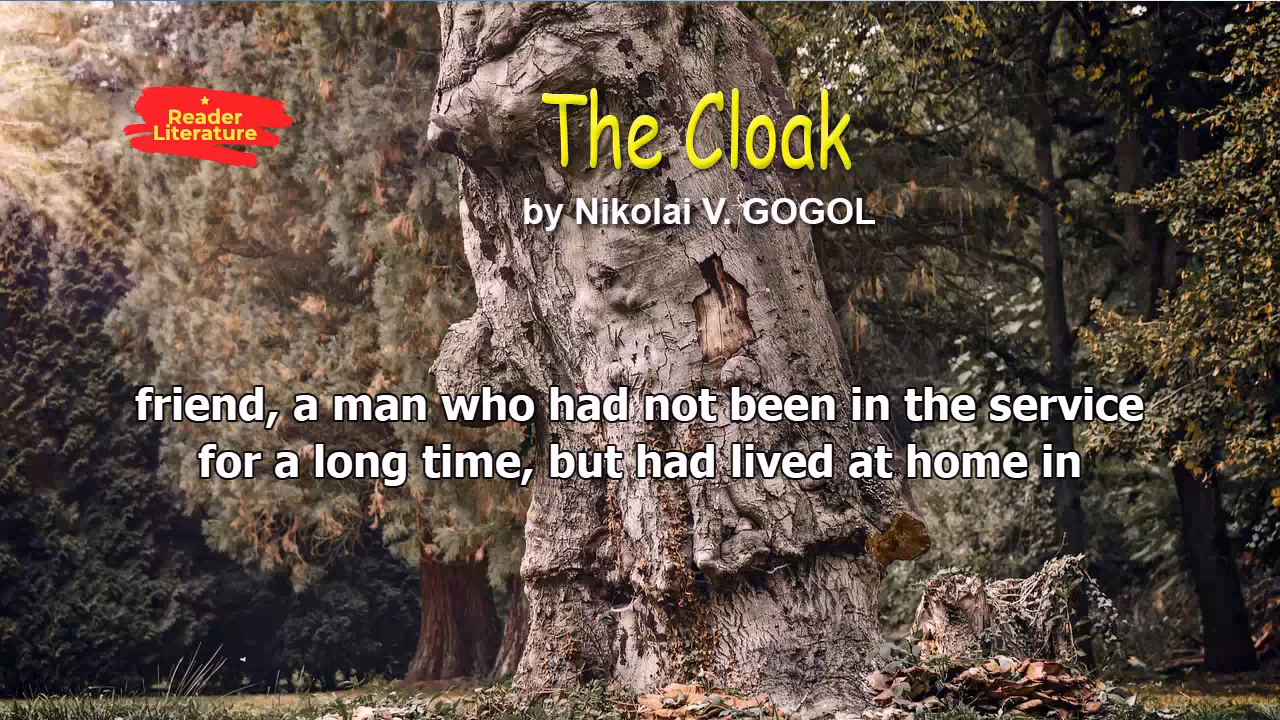 Reader
Literature
The Cloak
by Nikolai V. GOGOL
friend, a man who had not been in the service
for a long time, but had lived at home in